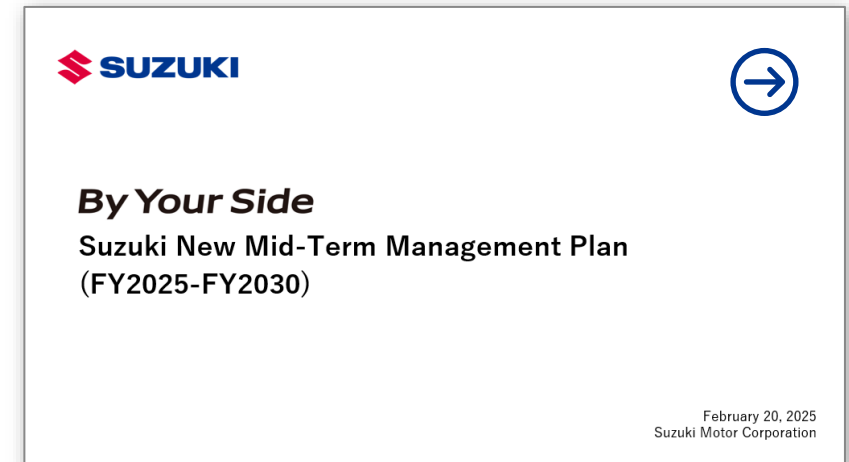 SUZUKI
By Your Side
Suzuki New Mid-Term Management Plan
(FY2025-FY2030)
February 20, 2025
Suzuki Motor Corporation